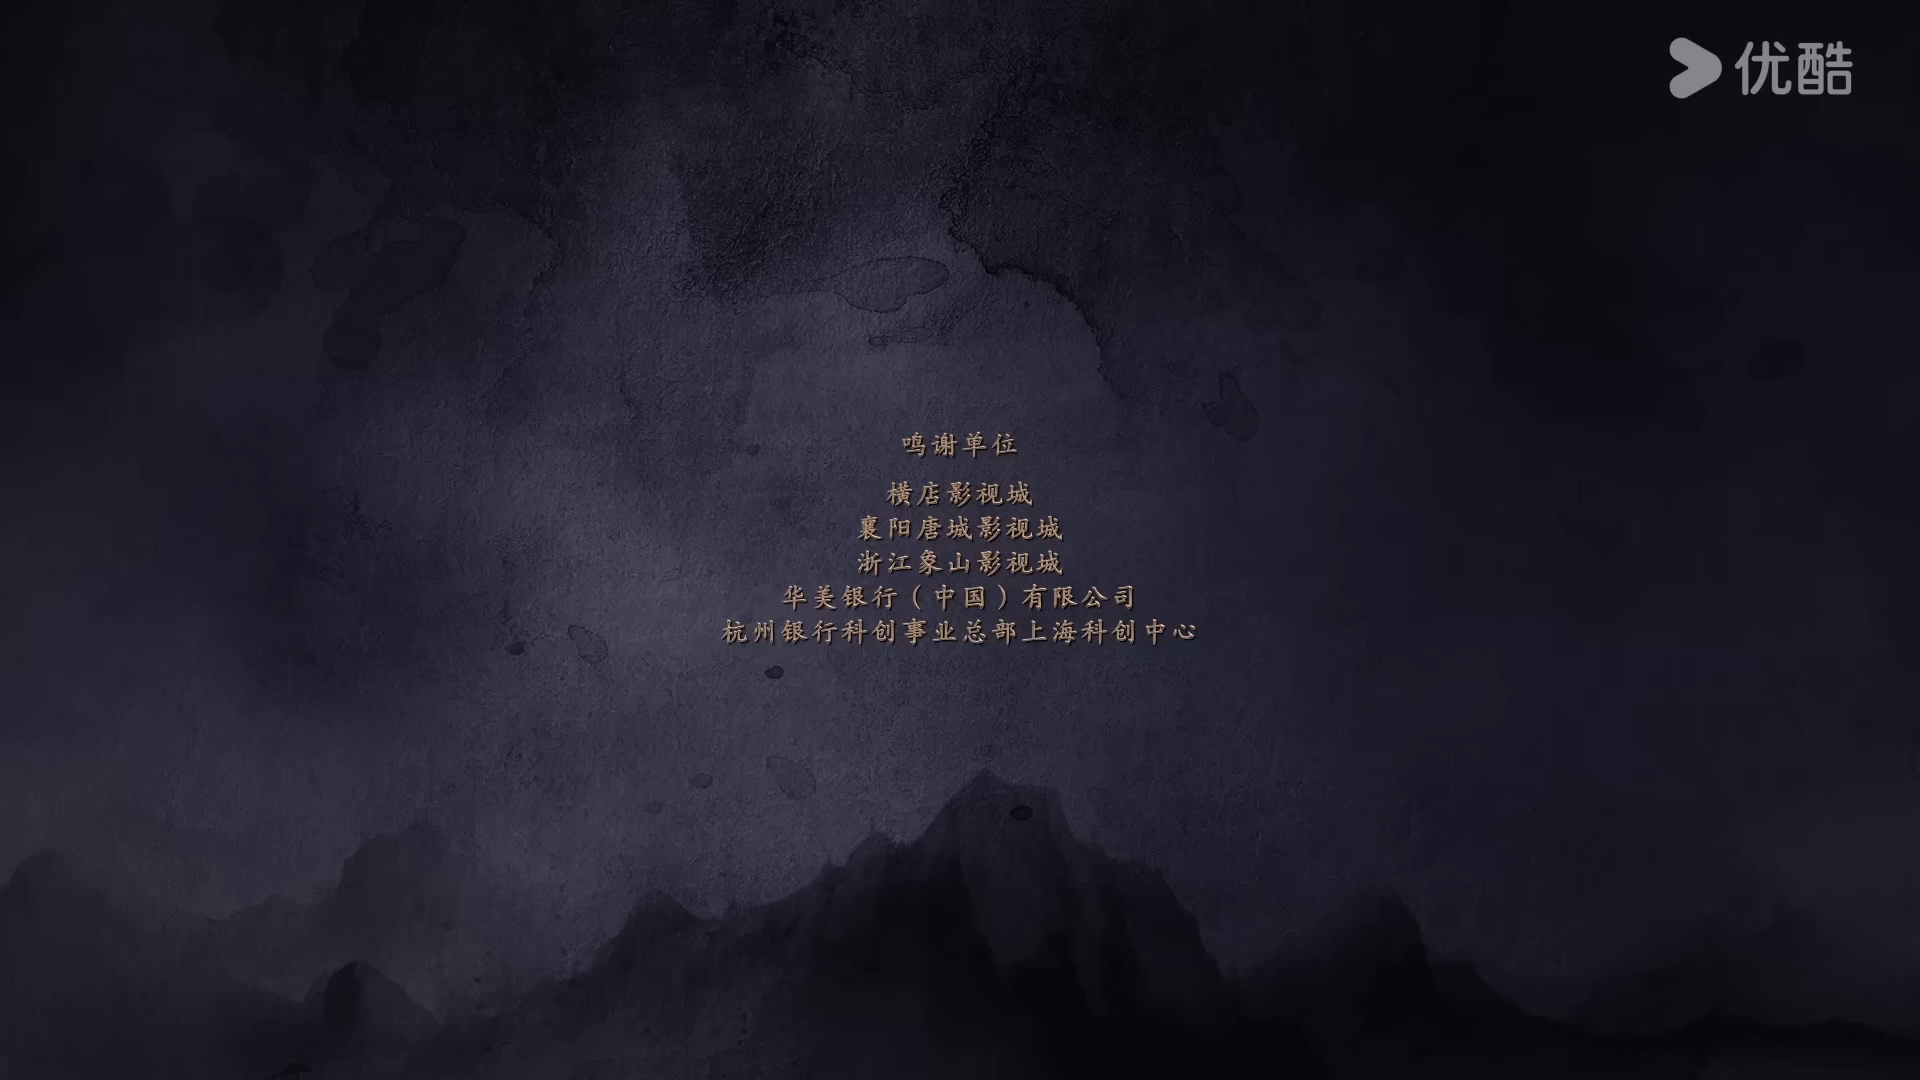 优酷
鸣谢单位
横店影视城
襄阳唐城影视城
浙江象山影视城
华美银行（中国）有限公司
杭州银行科创事业总部上海科创中心